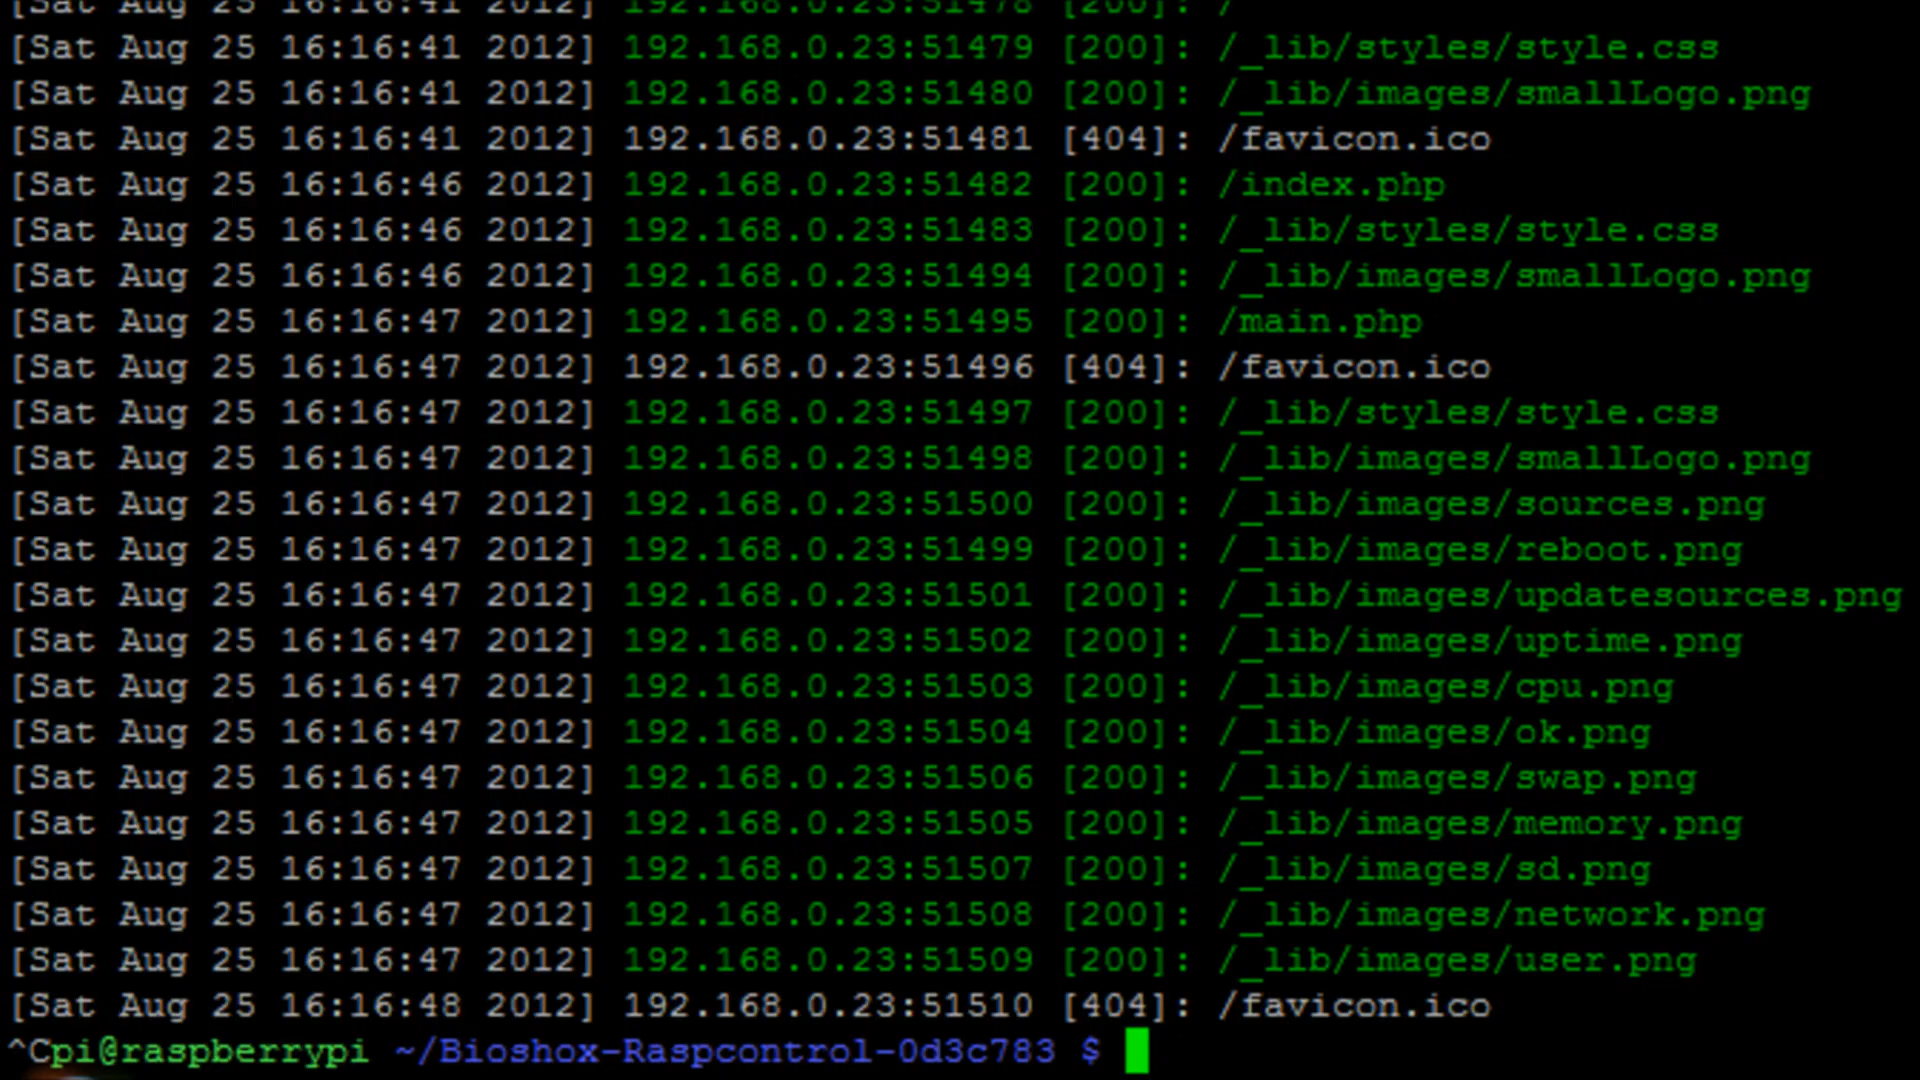 [Sat Aug 25 16:16:41 2012] 192.168.0.23:51478 [200]: /
[Sat Aug 25 16:16:41 2012] 192.168.0.23:51479 [200]: /_lib/styles/style.css
[Sat Aug 25 16:16:41 2012] 192.168.0.23:51480 [200]: /_lib/images/smallLogo.png
[Sat Aug 25 16:16:41 2012] 192.168.0.23:51481 [404]: /favicon.ico
[Sat Aug 25 16:16:46 2012] 192.168.0.23:51482 [200]: /index.php
[Sat Aug 25 16:16:46 2012] 192.168.0.23:51483 [200]: /_lib/styles/style.css
[Sat Aug 25 16:16:46 2012] 192.168.0.23:51494 [200]: /_lib/images/smallLogo.png
[Sat Aug 25 16:16:47 2012] 192.168.0.23:51495 [200]: /main.php
[Sat Aug 25 16:16:47 2012] 192.168.0.23:51496 [404]: /favicon.ico
[Sat Aug 25 16:16:47 2012] 192.168.0.23:51497 [200]: /_lib/styles/style.css
[Sat Aug 25 16:16:47 2012] 192.168.0.23:51498 [200]: /_lib/images/smallLogo.png
[Sat Aug 25 16:16:47 2012] 192.168.0.23:51500 [200]: /_lib/images/sources.png
[Sat Aug 25 16:16:47 2012] 192.168.0.23:51499 [200]: /_lib/images/reboot.png
[Sat Aug 25 16:16:47 2012] 192.168.0.23:51501 [200]: /_lib/images/updatesources.png
[Sat Aug 25 16:16:47 2012] 192.168.0.23:51502 [200]: /_lib/images/uptime.png
[Sat Aug 25 16:16:47 2012] 192.168.0.23:51503 [200]: /_lib/images/cpu.png
[Sat Aug 25 16:16:47 2012] 192.168.0.23:51504 [200]: /_lib/images/ok.png
[Sat Aug 25 16:16:47 2012] 192.168.0.23:51506 [200]: /_lib/images/swap.png
[Sat Aug 25 16:16:47 2012] 192.168.0.23:51505 [200]: /_lib/images/memory.png
[Sat Aug 25 16:16:47 2012] 192.168.0.23:51507 [200]: /_lib/images/sd.png
[Sat Aug 25 16:16:47 2012] 192.168.0.23:51508 [200]: /_lib/images/network.png
[Sat Aug 25 16:16:47 2012] 192.168.0.23:51509 [200]: /_lib/images/user.png
[Sat Aug 25 16:16:48 2012] 192.168.0.23:51510 [404]: /favicon.ico
^Cpi@raspberrypi ~/Bioshox-Raspcontrol-0d3c783 $